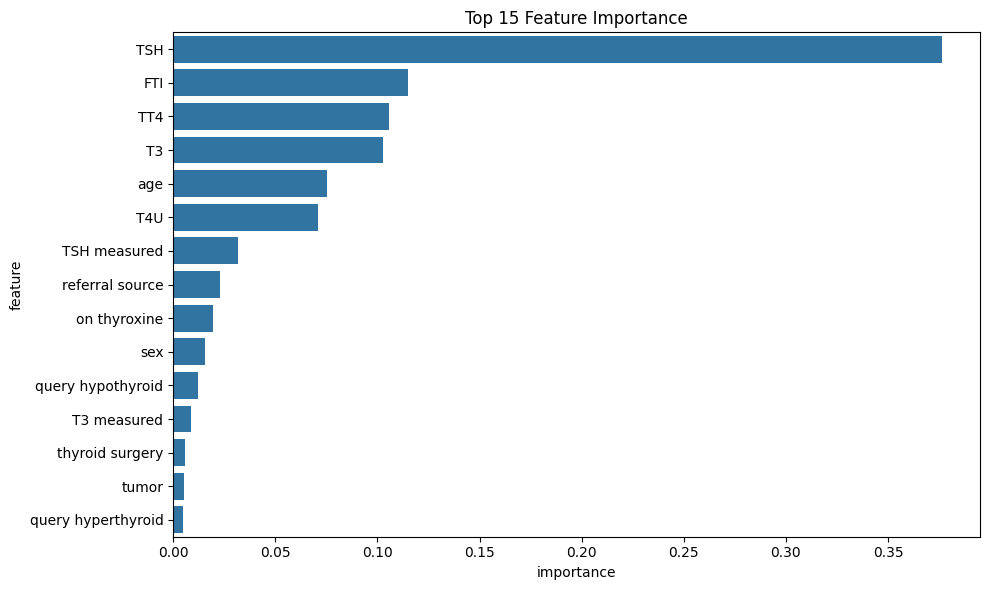 Top 15 Feature Importance
TSH
FTI
TT4
T3
age
T4U
TSH measured
referral source
on thyroxine
sex
query hypothyroid
T3 measured
thyroid surgery
tumor
query hyperthyroid
feature
0.00 0.05 0.10 0.15 0.20 0.25 0.30 0.35
importance